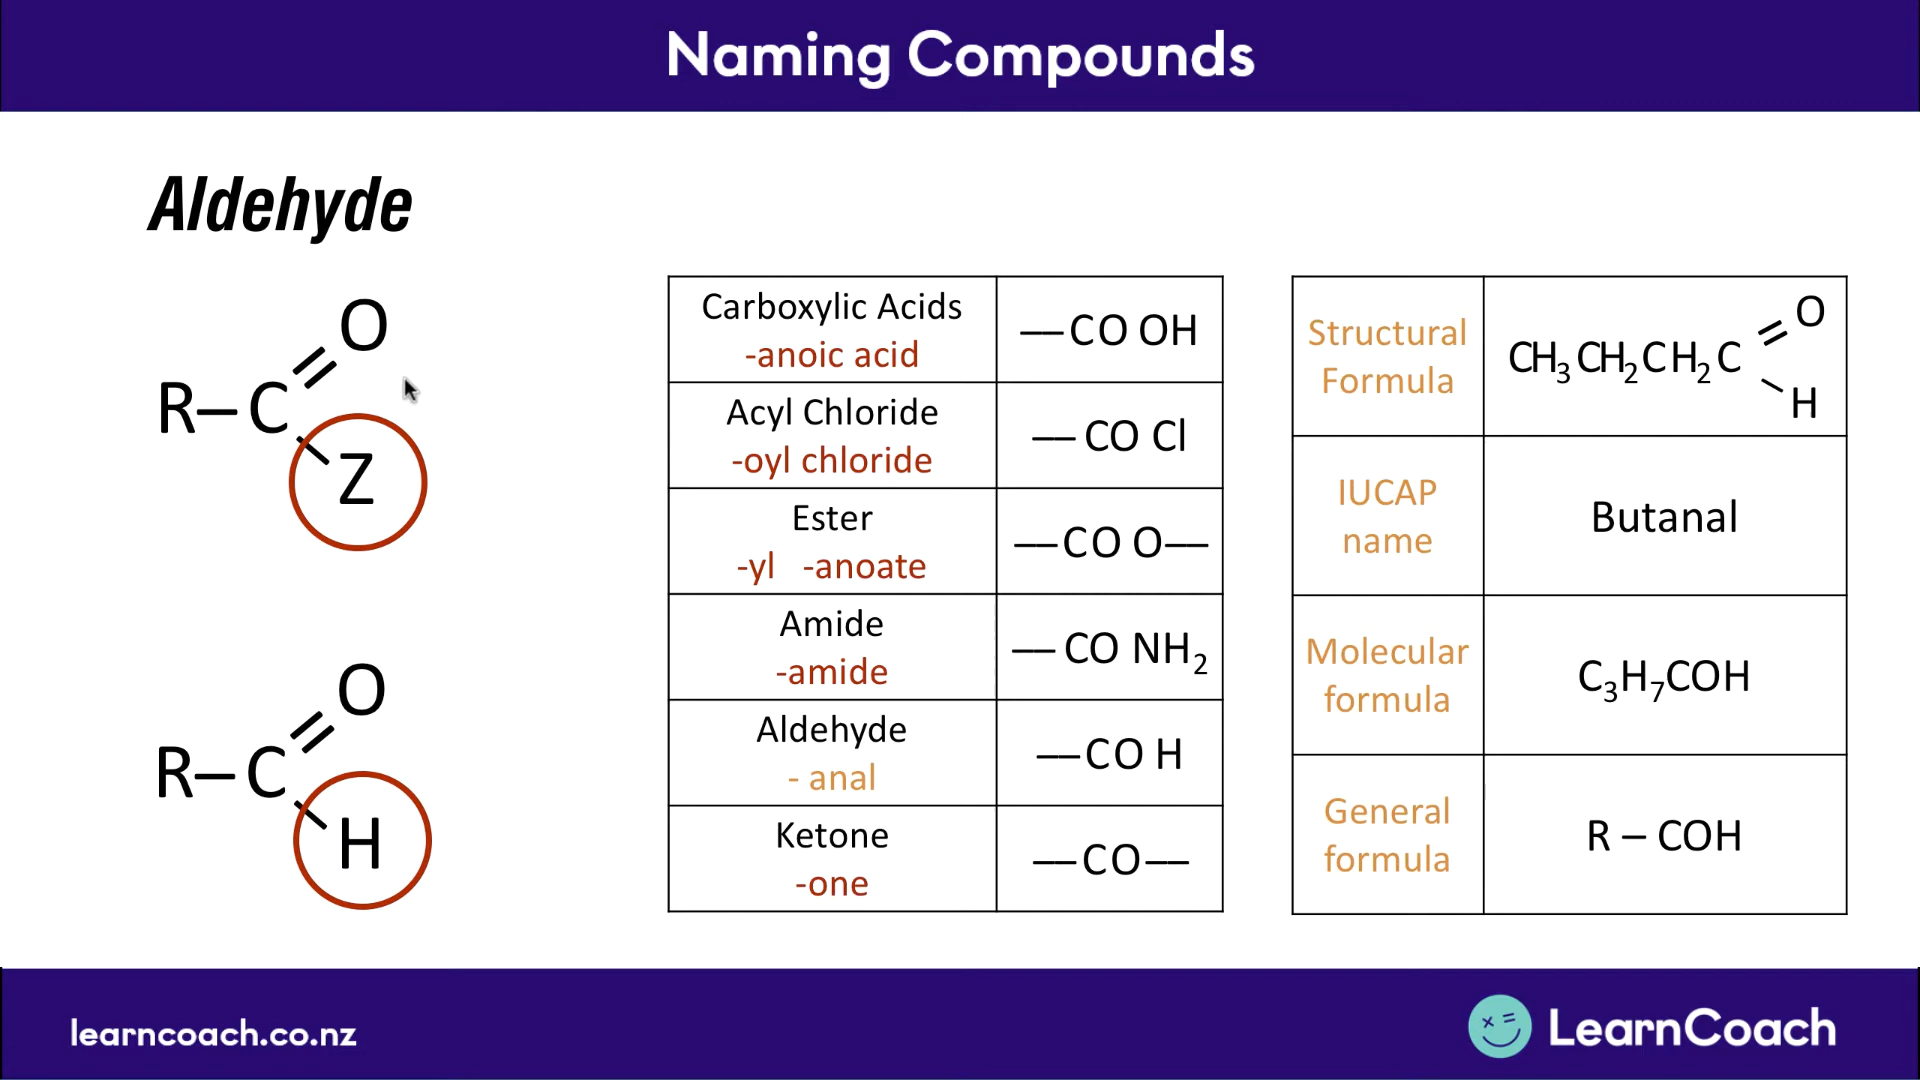 Naming Compounds
Aldehyde
O
R–C
Z
O
R–C
H
Carboxylic Acids
-anoic acid
—CO OH
Acyl Chloride
-oyl chloride
— CO Cl
Ester
-yl -anoate
—CO O—
Amide
-amide
— CO NH₂
Aldehyde
- anal
—CO H
Ketone
-one
—CO—
Structural
Formula
O
CH₃CH₂CH₂C
H
IUCAP
name
Butanal
Molecular
formula
C₃H₇COH
General
formula
R – COH
learncoach.co.nz
LearnCoach